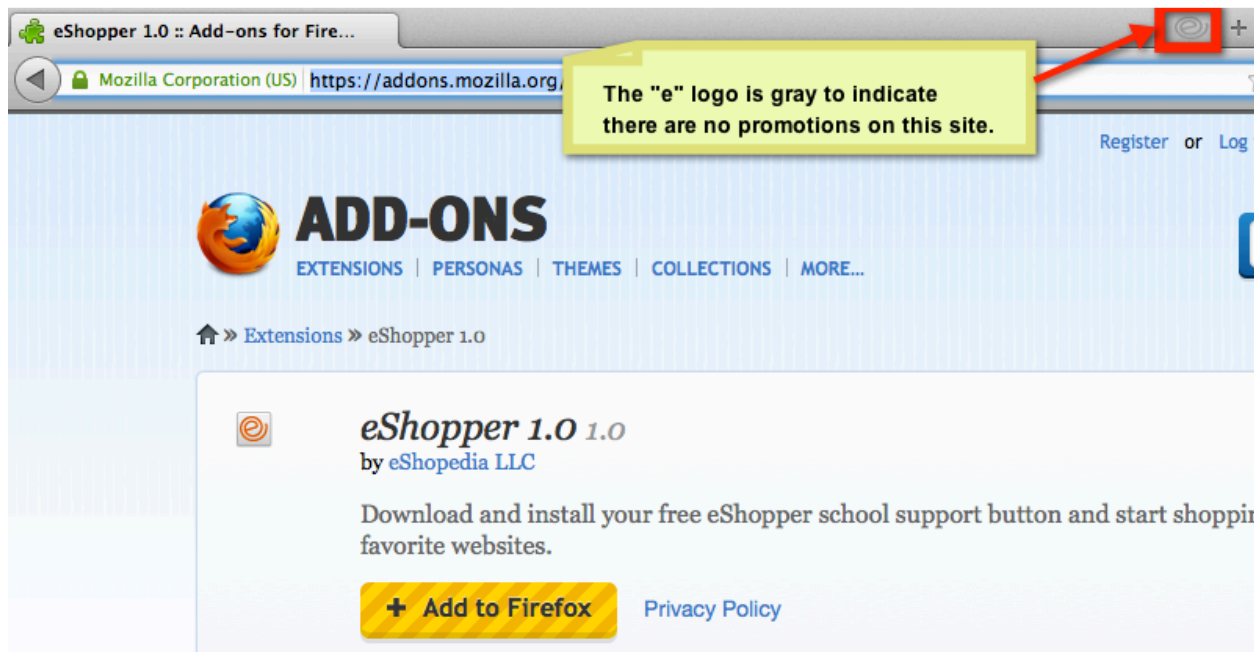 eShopper 1.0 :: Add-ons for Fire...
+
Mozilla Corporation (US) https://addons.mozilla.org/
The "e" logo is gray to indicate
there are no promotions on this site.
Register or Log
ADD-ONS
EXTENSIONS | PERSONAS | THEMES | COLLECTIONS | MORE...
» Extensions » eShopper 1.0
eShopper 1.0 1.0
by eShopedia LLC
Download and install your free eShopper school support button and start shoppin
favorite websites.
+ Add to Firefox Privacy Policy